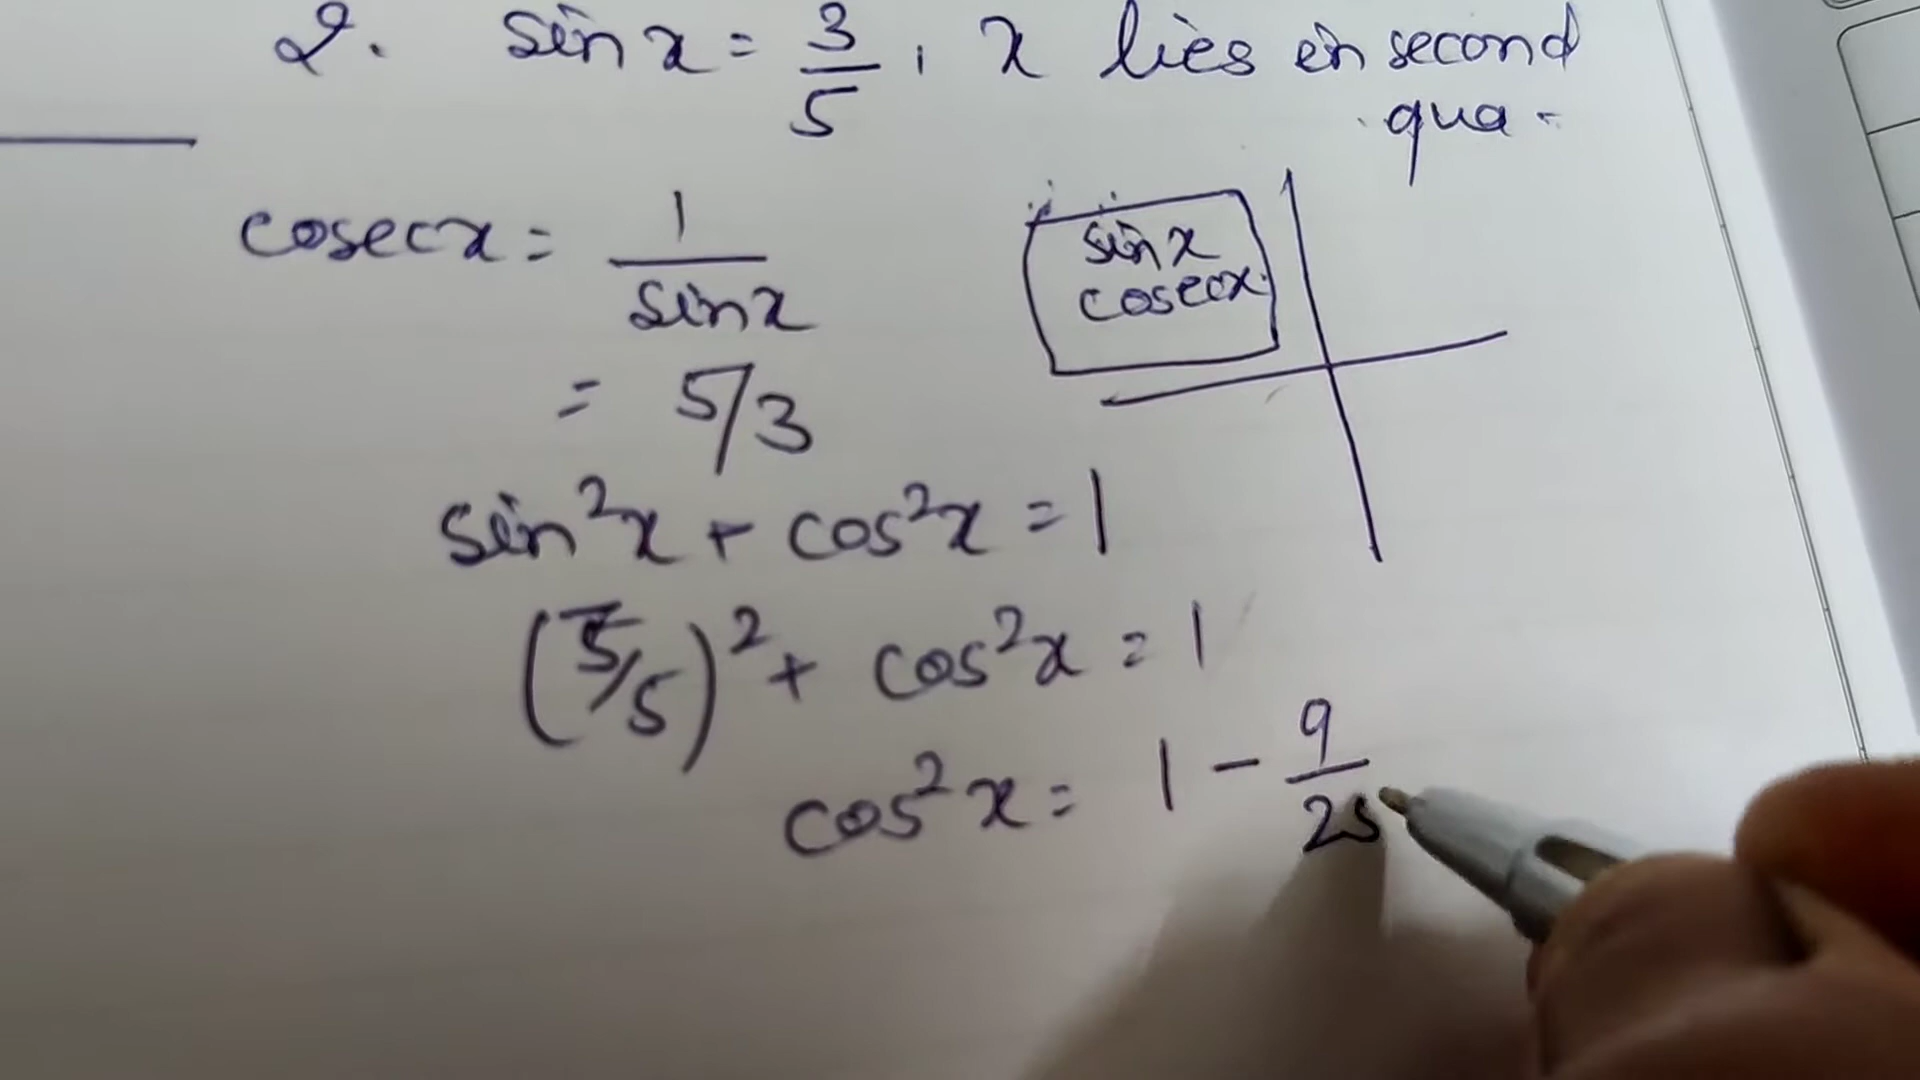 2. sin x = 3/5, x lies in second
qua -
cosec x = 1/sin x
sin x
cosec x
= 5/3
sin²x + cos²x = 1
(3/5)² + cos²x = 1
cos²x = 1 - 9/25